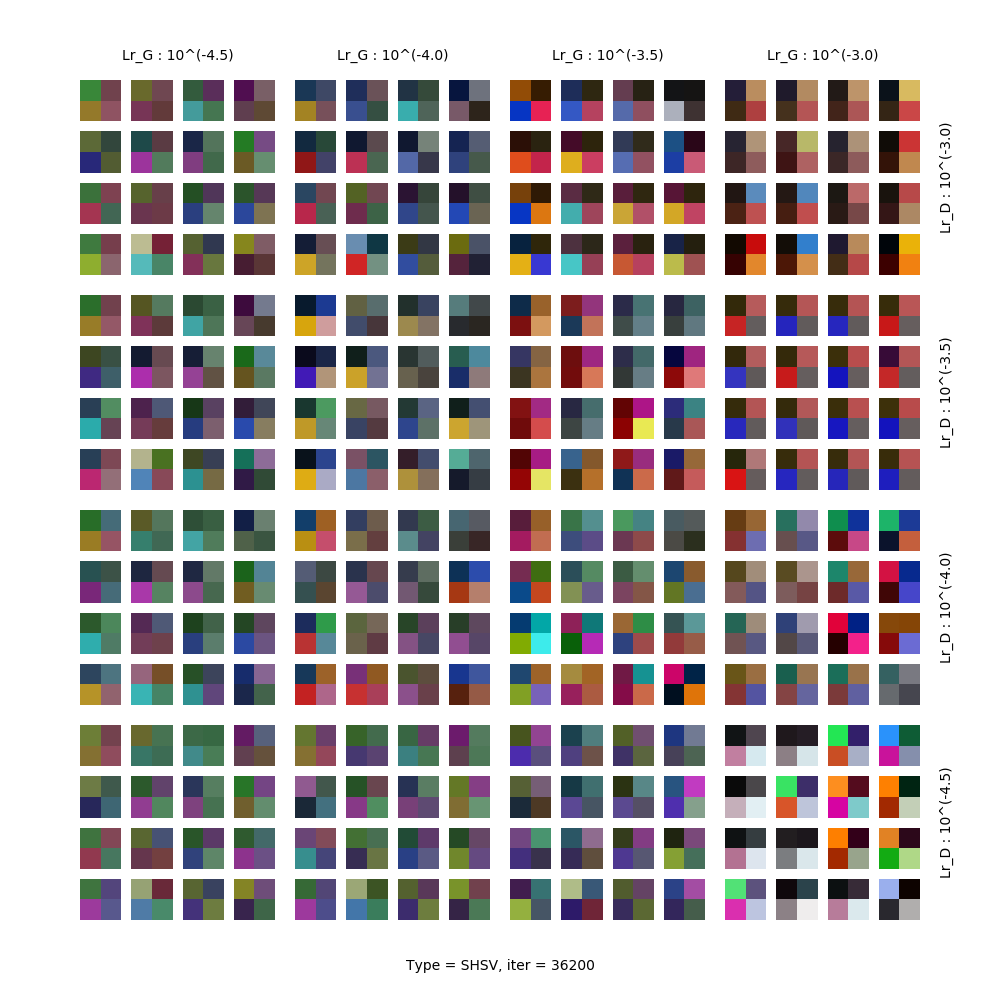 Lr_G : 10^(-4.5)
Lr_G : 10^(-4.0)
Lr_G : 10^(-3.5)
Lr_G : 10^(-3.0)
Lr_D : 10^(-3.0)
Lr_D : 10^(-3.5)
Lr_D : 10^(-4.0)
Lr_D : 10^(-4.5)
Type = SHSV, iter = 36200